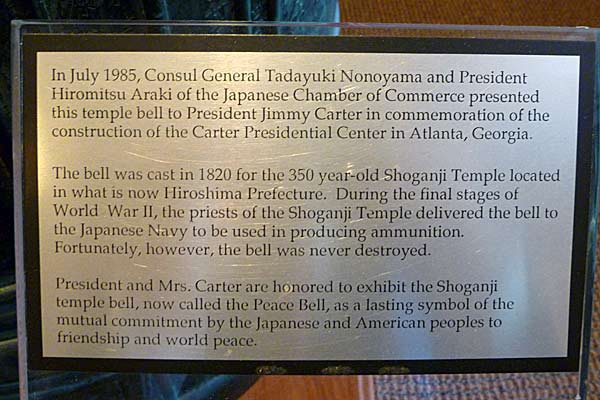 In July 1985, Consul General Tadayuki Nonoyama and President
Hiromitsu Araki of the Japanese Chamber of Commerce presented
this temple bell to President Jimmy Carter in commemoration of the
construction of the Carter Presidential Center in Atlanta, Georgia.
The bell was cast in 1820 for the 350 year-old Shoganji Temple located
in what is now Hiroshima Prefecture. During the final stages of
World War II, the priests of the Shoganji Temple delivered the bell to
the Japanese Navy to be used in producing ammunition.
Fortunately, however, the bell was never destroyed.
President and Mrs. Carter are honored to exhibit the Shoganji
temple bell, now called the Peace Bell, as a lasting symbol of the
mutual commitment by the Japanese and American peoples to
friendship and world peace.